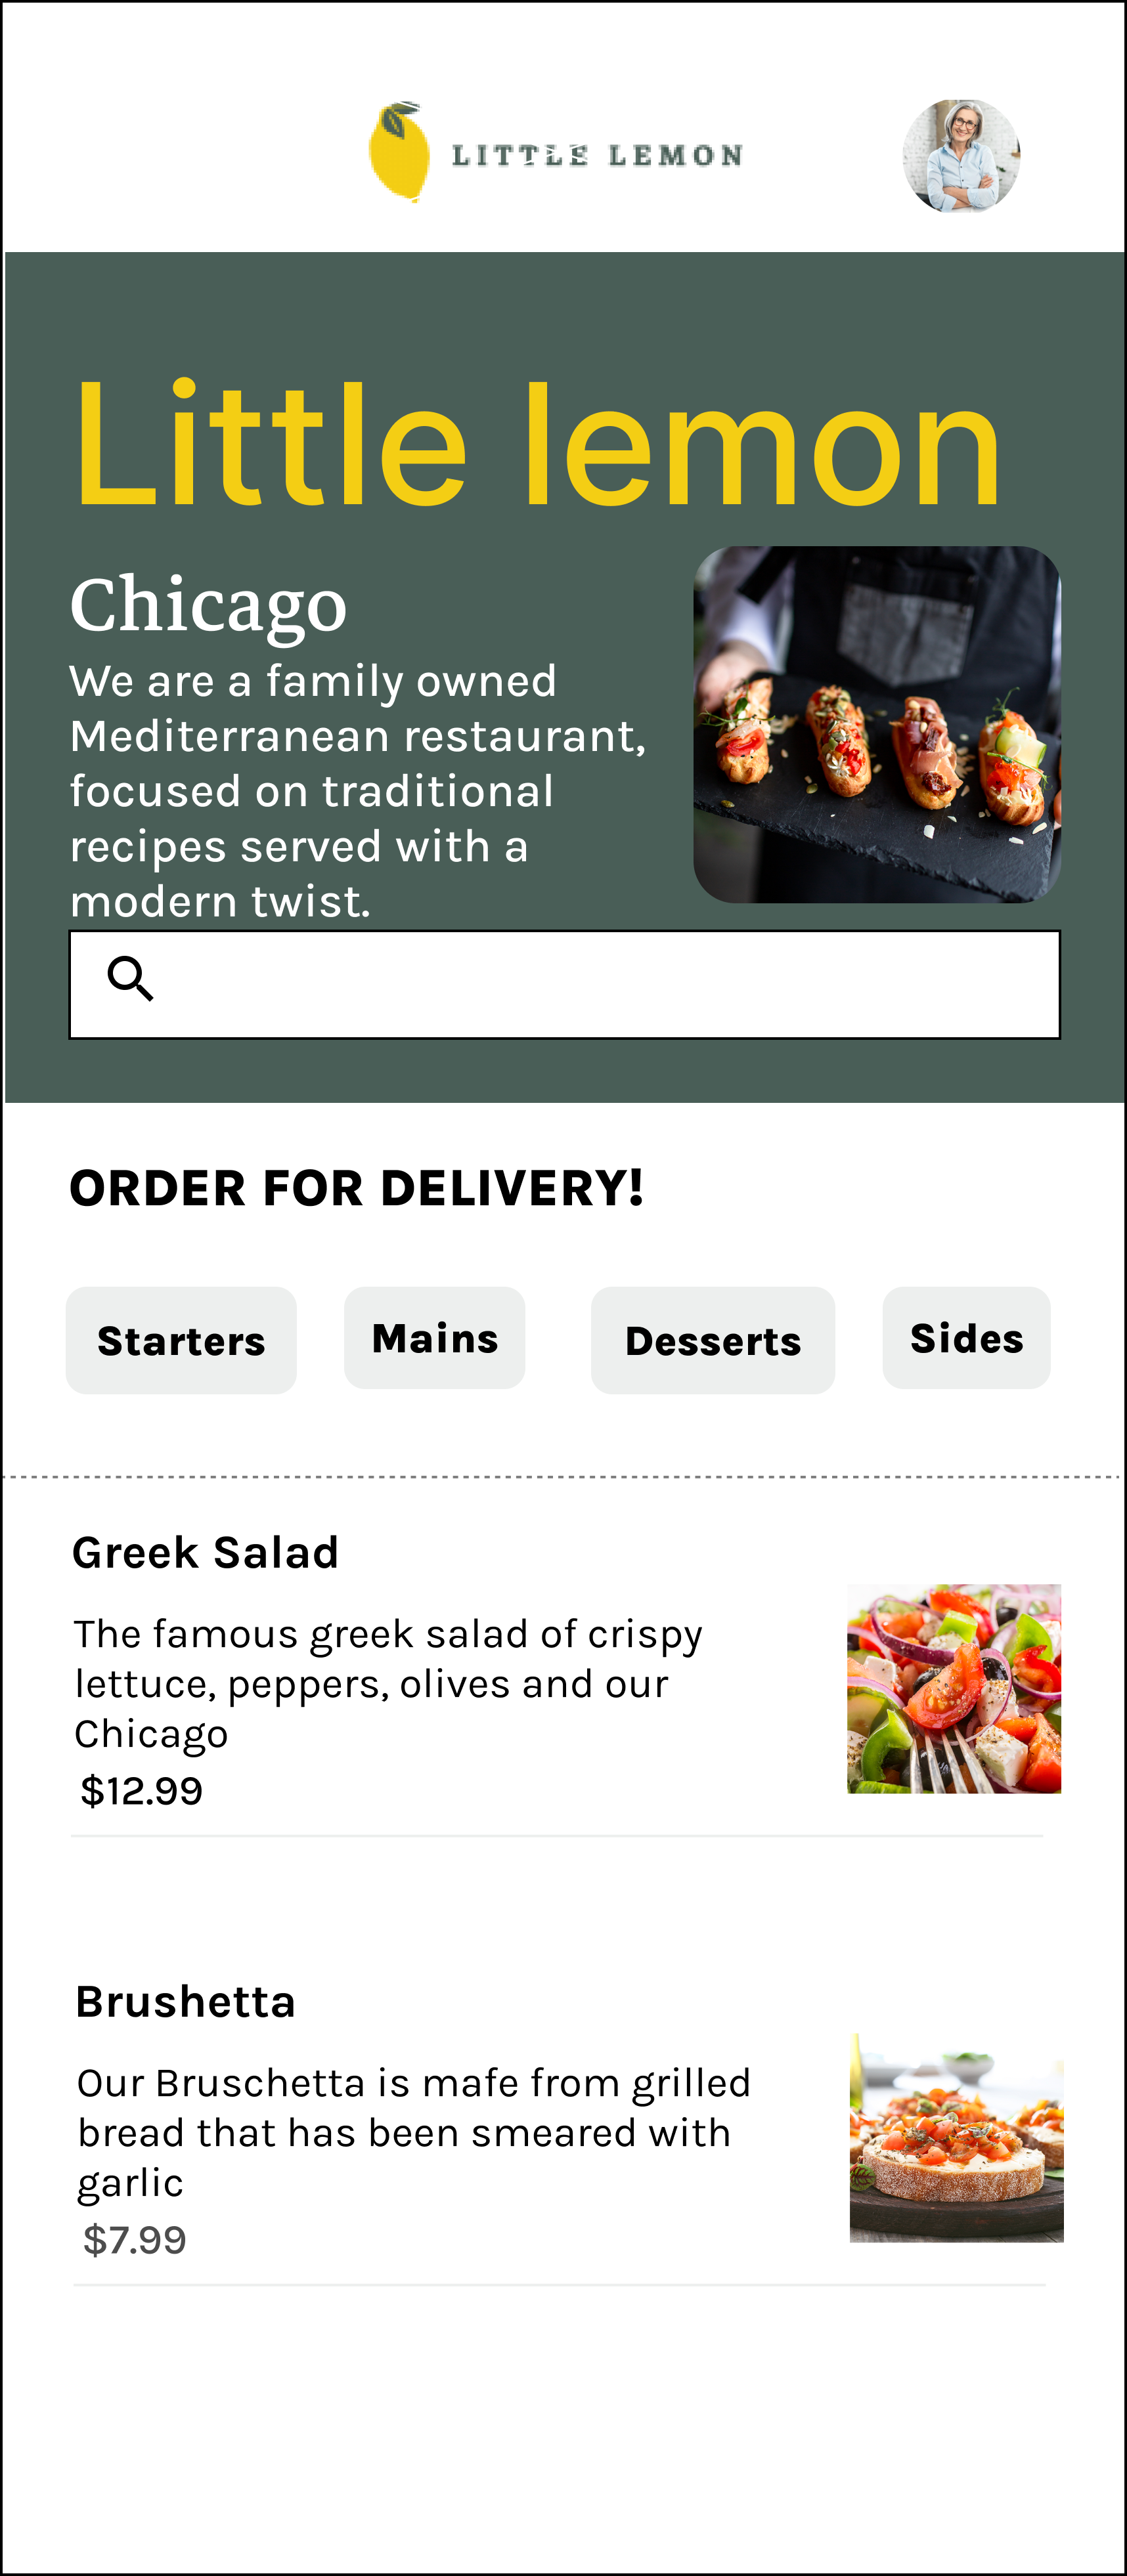 LITTLE LEMON
Little lemon
Chicago
We are a family owned
Mediterranean restaurant,
focused on traditional
recipes served with a
modern twist.
ORDER FOR DELIVERY!
Starters
Mains
Desserts
Sides
Greek Salad
The famous greek salad of crispy
lettuce, peppers, olives and our
Chicago
$12.99
Brushetta
Our Bruschetta is mafe from grilled
bread that has been smeared with
garlic
$7.99